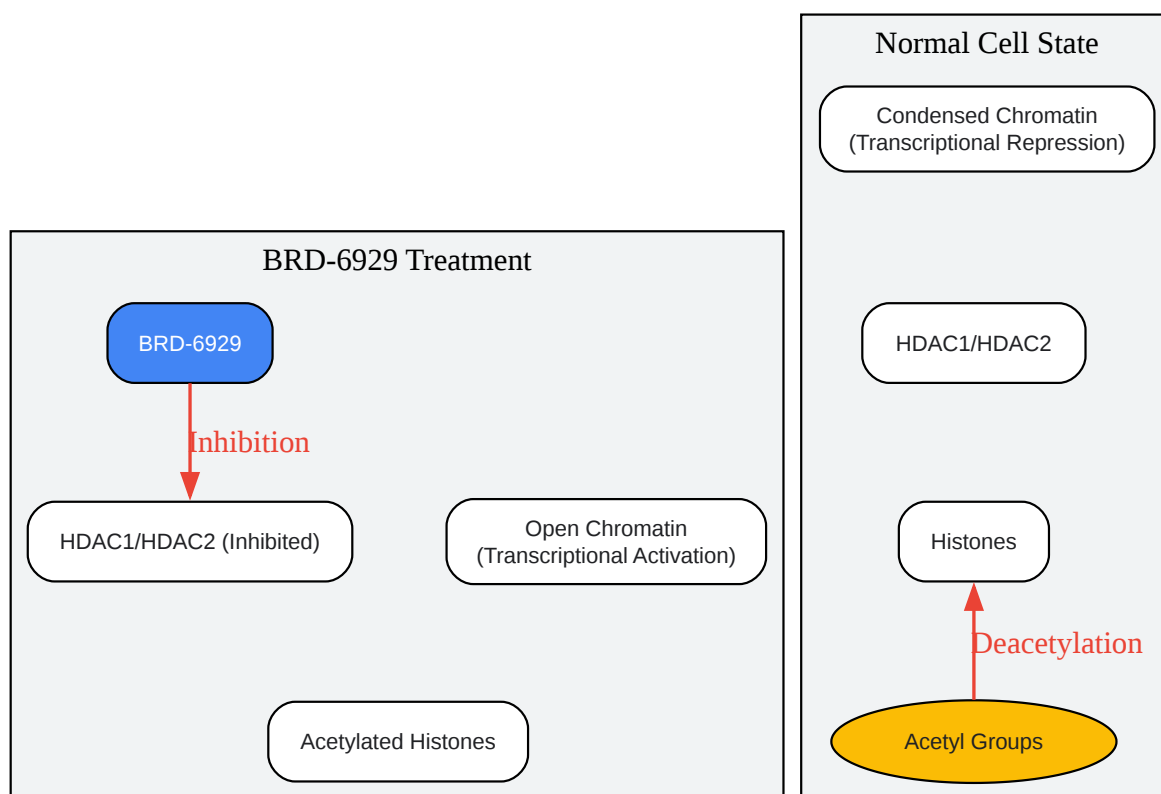 BRD-6929 Treatment
BRD-6929
Inhibition
HDAC1/HDAC2 (Inhibited)
Open Chromatin
(Transcriptional Activation)
Acetylated Histones
Normal Cell State
Condensed Chromatin
(Transcriptional Repression)
HDAC1/HDAC2
Histones
Deacetylation
Acetyl Groups